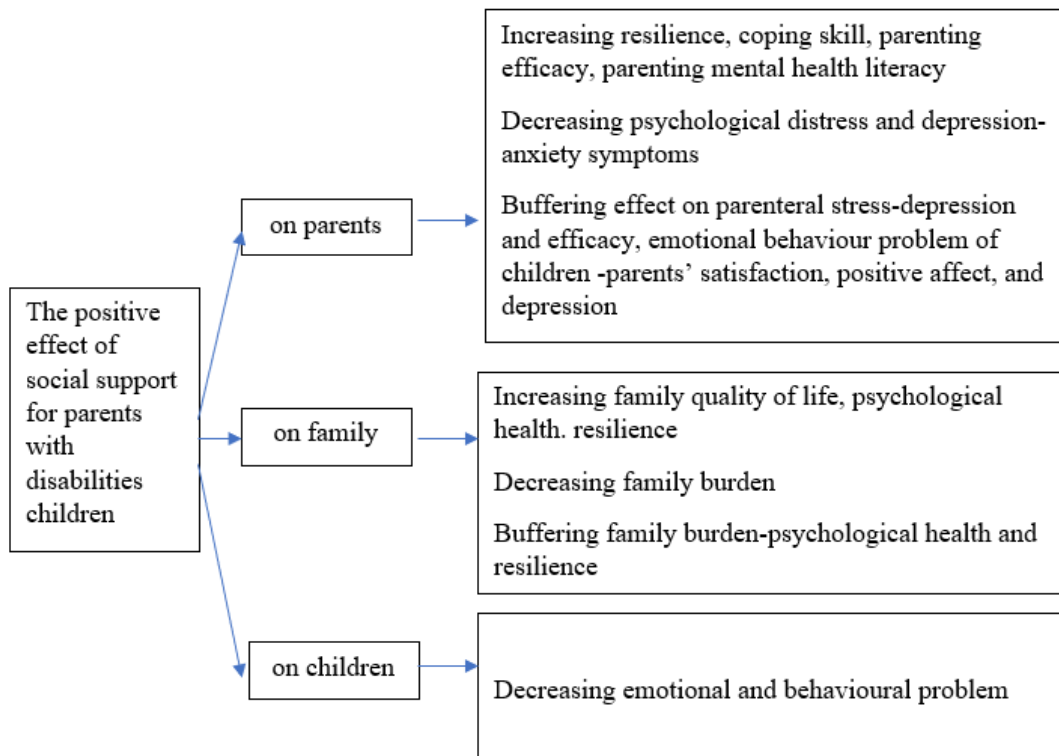 The positive
effect of
social support
for parents
with
disabilities
children
on parents
Increasing resilience, coping skill, parenting
efficacy, parenting mental health literacy
Decreasing psychological distress and depression-
anxiety symptoms
Buffering effect on parenteral stress-depression
and efficacy, emotional behaviour problem of
children -parents’ satisfaction, positive affect, and
depression
on family
Increasing family quality of life, psychological
health. resilience
Decreasing family burden
Buffering family burden-psychological health and
resilience
on children
Decreasing emotional and behavioural problem